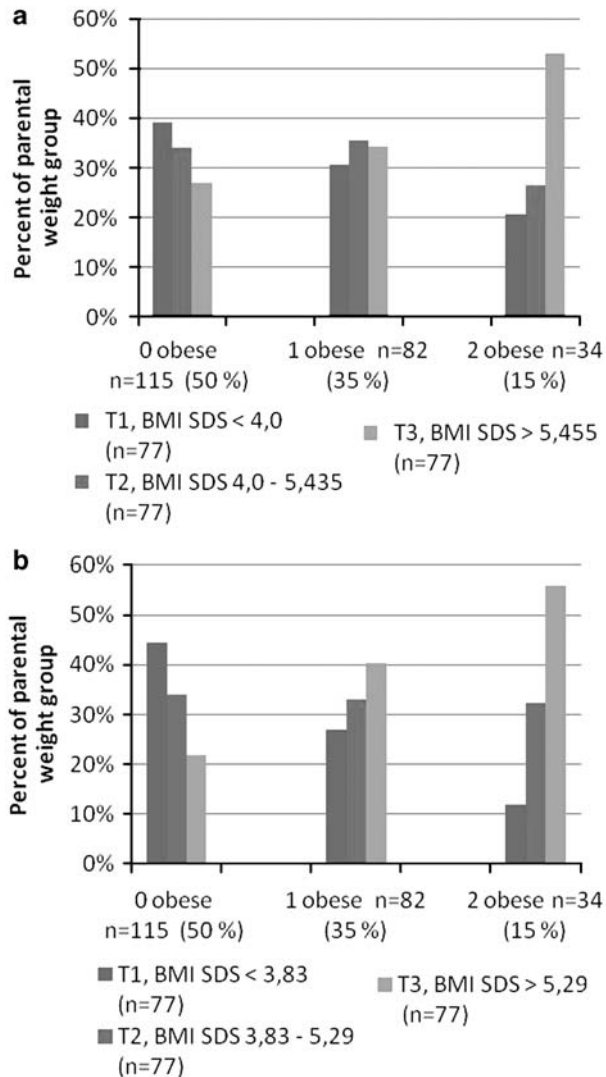 a
60%
50%
40%
30%
20%
10%
0%
Percent of parental
weight group
0 obese
n=115 (50 %)
1 obese n=82
(35 %)
2 obese n=34
(15 %)
T1, BMI SDS < 4,0
(n=77)
T2, BMI SDS 4,0 - 5,435
(n=77)
T3, BMI SDS > 5,455
(n=77)
b
60%
50%
40%
30%
20%
10%
0%
Percent of parental
weight group
0 obese
n=115 (50 %)
1 obese n=82
(35 %)
2 obese n=34
(15 %)
T1, BMI SDS < 3,83
(n=77)
T2, BMI SDS 3,83 - 5,29
(n=77)
T3, BMI SDS > 5,29
(n=77)